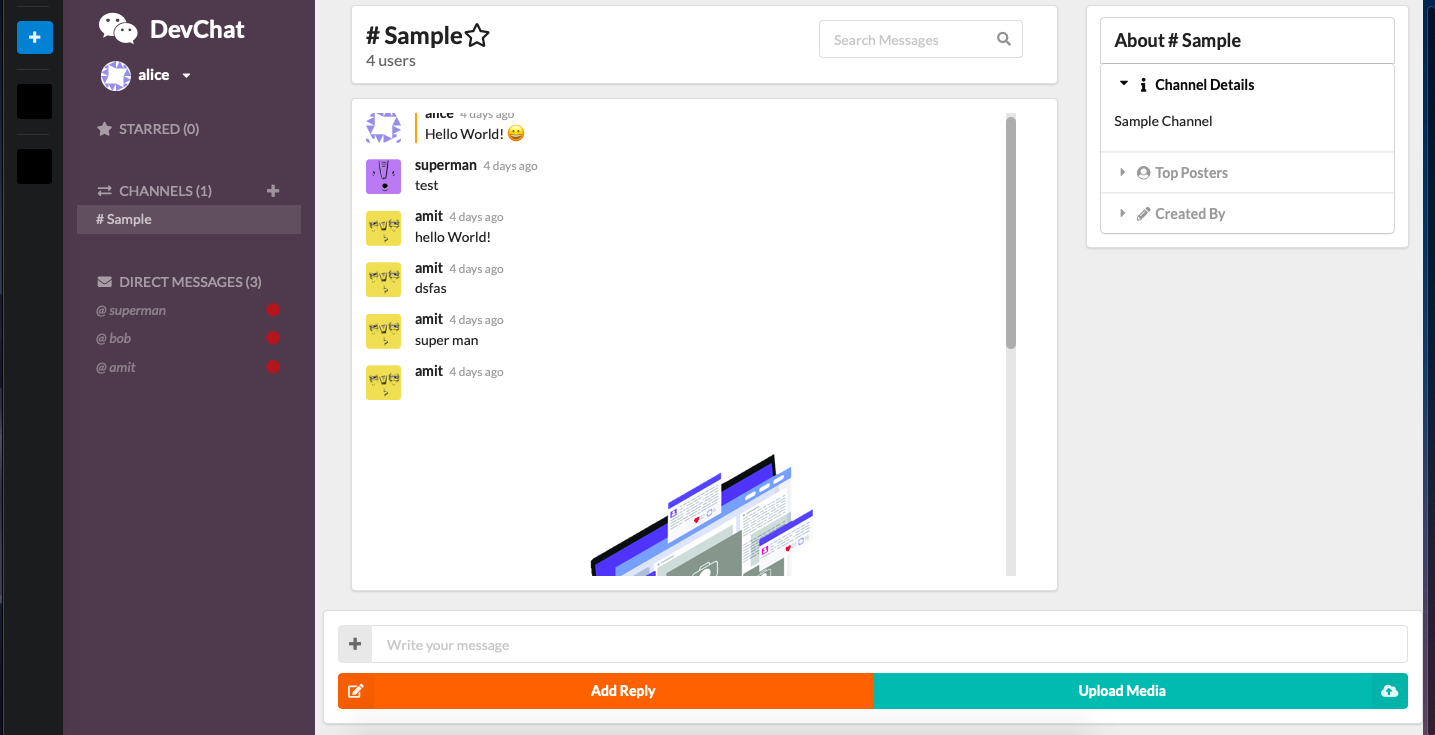 DevChat
alice
STARRED (0)
CHANNELS (1)
# Sample
DIRECT MESSAGES (3)
@ superman
@ bob
@ amit
# Sample
4 users
Search Messages
alice 4 days ago
Hello World! 😀
superman 4 days ago
test
amit 4 days ago
hello World!
amit 4 days ago
dsfas
amit 4 days ago
super man
amit 4 days ago
Write your message
Add Reply
Upload Media
About # Sample
Channel Details
Sample Channel
Top Posters
Created By